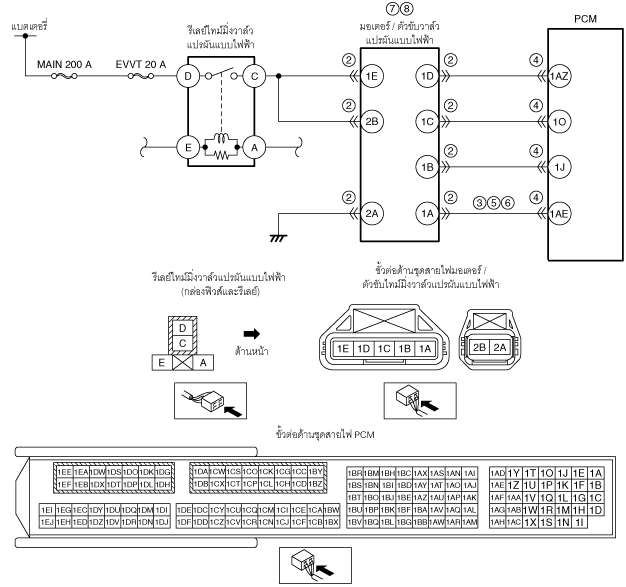 ⑦⑧
PCM
แบตเตอรี่
รีเลย์ไทม์มิ่งวาล์ว
แปรผันแบบไฟฟ้า
มอเตอร์ / ตัวขับวาล์ว
แปรผันแบบไฟฟ้า
MAIN 200 A
EVVT 20 A
D
C
② 1E
1D ②
④ 1AZ
② 2B
1C ②
④ 1O
E
A
1B ②
④ 1J
② 2A
1A ②
③⑤⑥
④ 1AE
รีเลย์ไทม์มิ่งวาล์วแปรผันแบบไฟฟ้า
(กล่องฟิวส์และรีเลย์)
ขั้วต่อด้านชุดสายไฟมอเตอร์ /
ตัวขับไทม์มิ่งวาล์วแปรผันแบบไฟฟ้า
D
C
E A
ด้านหน้า
1E 1D 1C 1B 1A
2B 2A
ขั้วต่อด้านชุดสายไฟ PCM
1EE 1EA 1DW 1DS 1DO 1DK 1DG
1EF 1EB 1DX 1DT 1DP 1DL 1DH
1EI 1EG 1EC 1DY 1DU 1DQ 1DM 1DI
1EJ 1EH 1ED 1DZ 1DV 1DR 1DN 1DJ
1DA 1CW 1CS 1CO 1CK 1CG 1CC 1BY
1DB 1CX 1CT 1CP 1CL 1CH 1CD 1BZ
1DE 1DC 1CY 1CU 1CQ 1CM 1CI 1CE 1CA 1BW
1DF 1DD 1CZ 1CV 1CR 1CN 1CJ 1CF 1CB 1BX
1BR 1BM 1BH 1BC 1AX 1AS 1AN 1AI
1BS 1BN 1BI 1BD 1AY 1AT 1AO 1AJ
1BT 1BO 1BJ 1BE 1AZ 1AU 1AP 1AK
1BU 1BP 1BK 1BF 1BA 1AV 1AQ 1AL
1BV 1BQ 1BL 1BG 1BB 1AW 1AR 1AM
1AD 1Y 1T 1O 1J 1E 1A
1AE 1Z 1U 1P 1K 1F 1B
1AF 1AA 1V 1Q 1L 1G 1C
1AG 1AB 1W 1R 1M 1H 1D
1AH 1AC 1X 1S 1N 1I